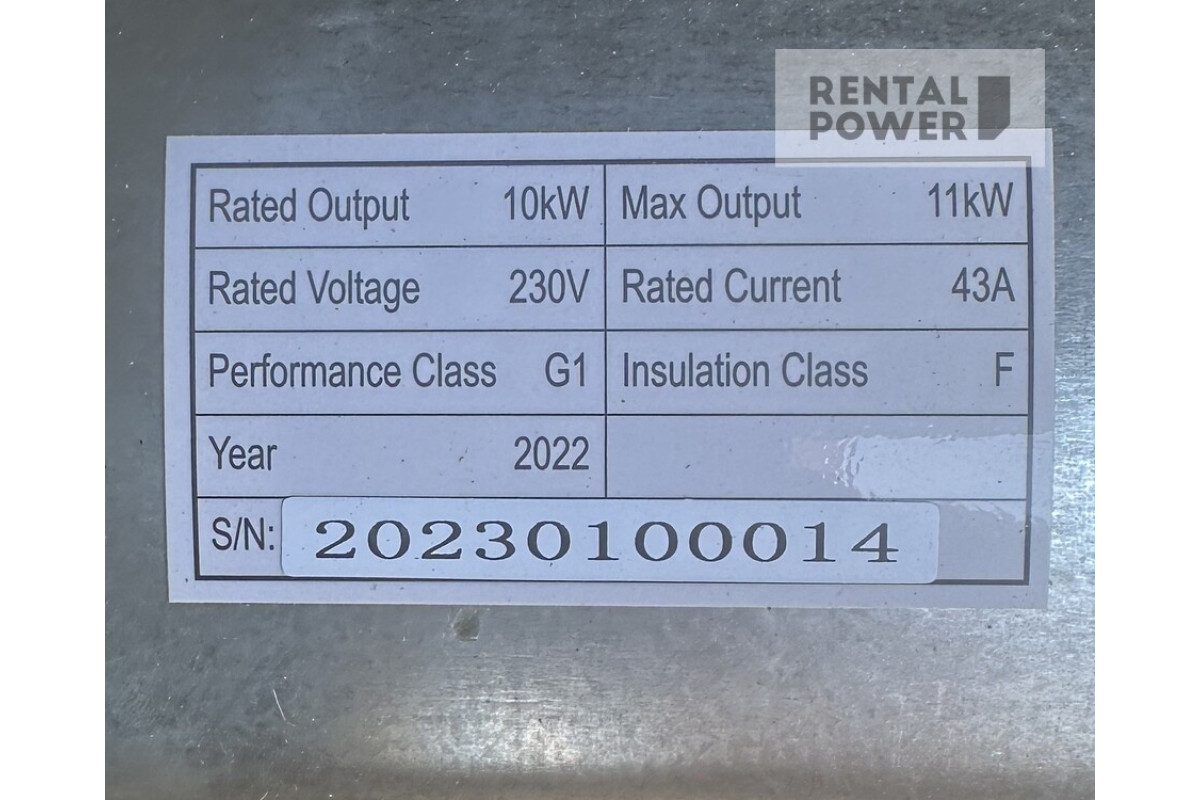 RENTAL
POWER
Rated Output 10kW Max Output 11kW
Rated Voltage 230V Rated Current 43A
Performance Class G1 Insulation Class F
Year 2022
S/N: 20230100014